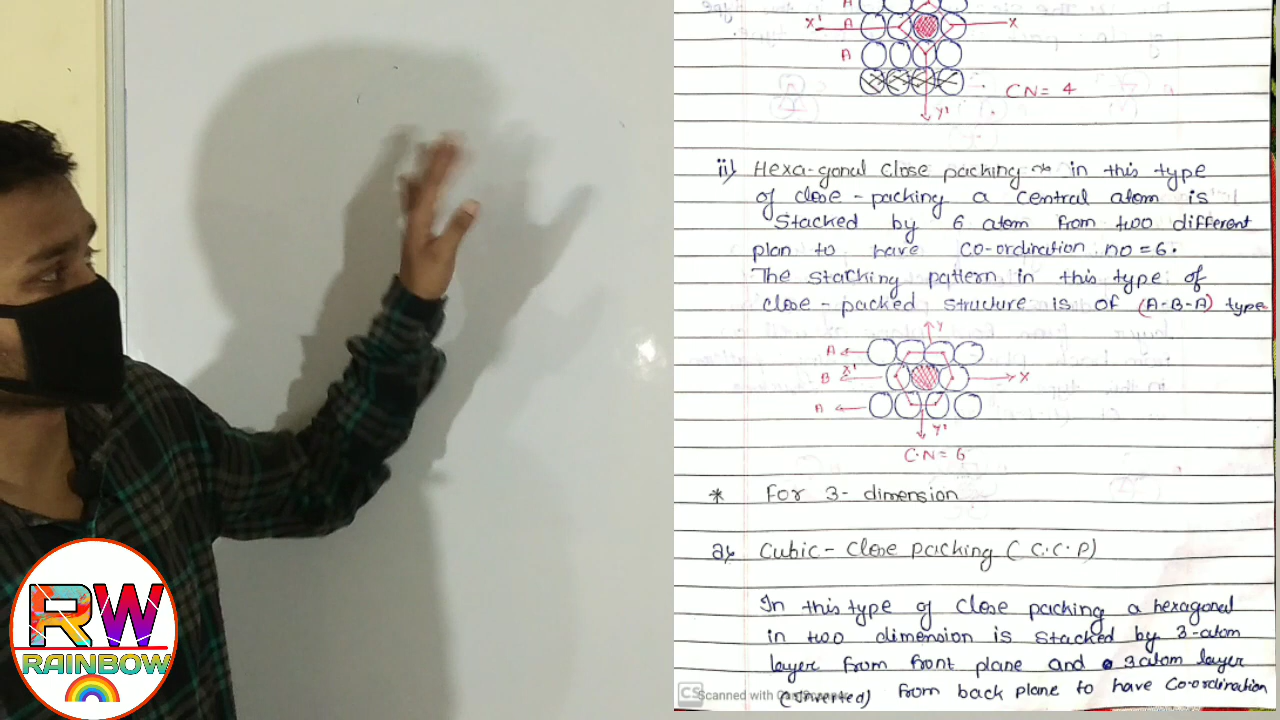 A
X' A X
A
CN = 4
Y'
ii) Hexa-gonal Close packing in this type
of close-packing a central atom is
Stacked by 6 atom from two different
plan to have co-ordination no = 6.
The stacking pattern in this type of
close-packed structure is of (A-B-A) type
Y
A
B X' X
A
Y'
C.N = 6
* For 3-dimension
a) Cubic-Close packing (C.C.P)
In this type of Close packing a hexagonal
in two dimension is stacked by 3-atom
layer from front plane and 3 atom layer
(Inverted) from back plane to have Co-ordination
CS Scanned with CamScanner
RW
RAINBOW